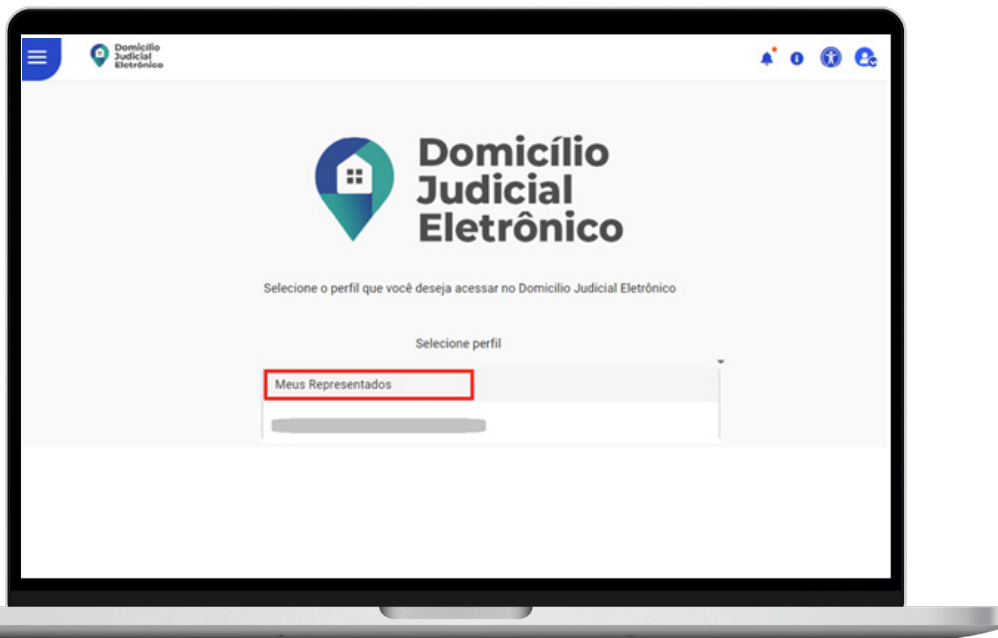 Domicílio
Judicial
Eletrônico
Domicílio
Judicial
Eletrônico
Selecione o perfil que você deseja acessar no Domicilio Judicial Eletrônico
Selecione perfil
Meus Representados